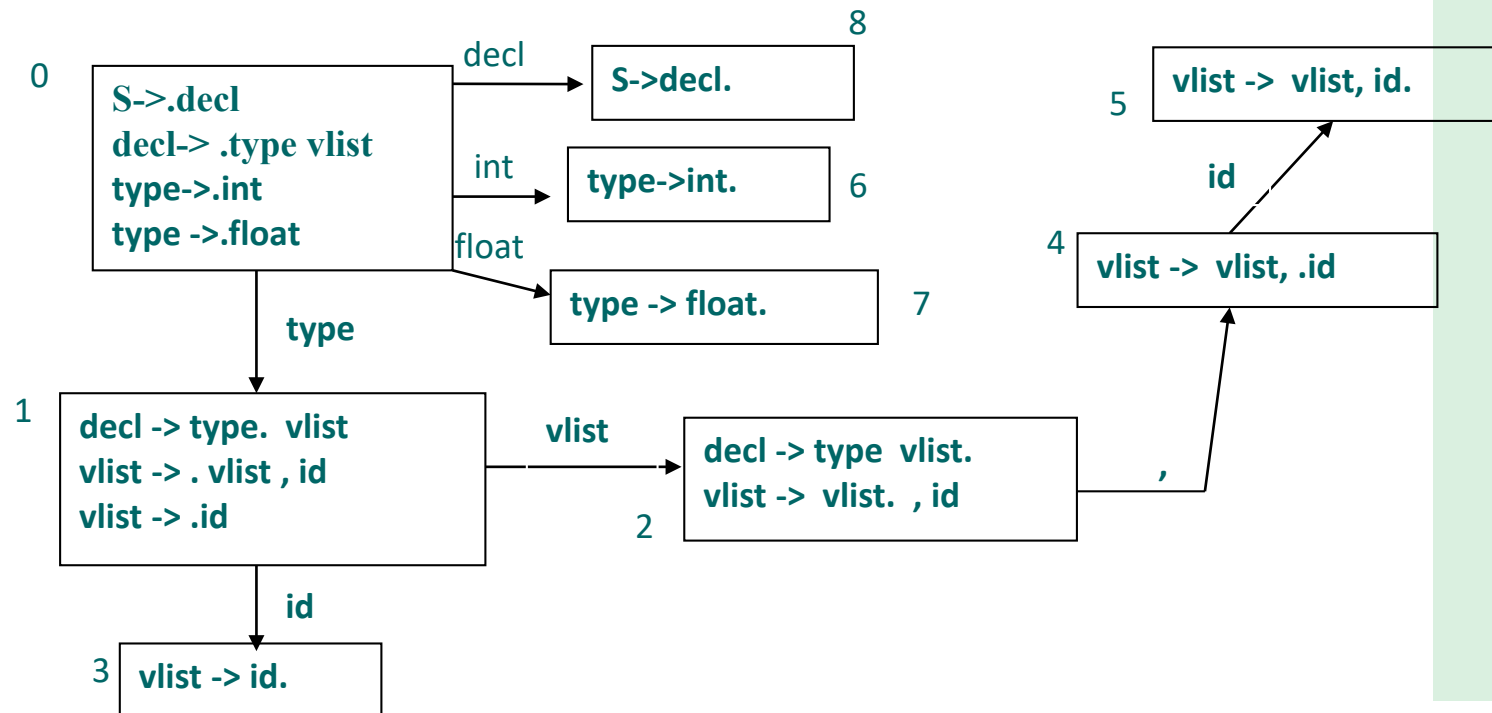 0
S->.decl
decl-> .type vlist
type->.int
type ->.float
decl
8
S->decl.
int
type->int.
6
float
type -> float.
7
type
1
decl -> type. vlist
vlist -> . vlist , id
vlist -> .id
vlist
decl -> type vlist.
vlist -> vlist. , id
2
,
id
3
vlist -> id.
4
vlist -> vlist, .id
id
5
vlist -> vlist, id.